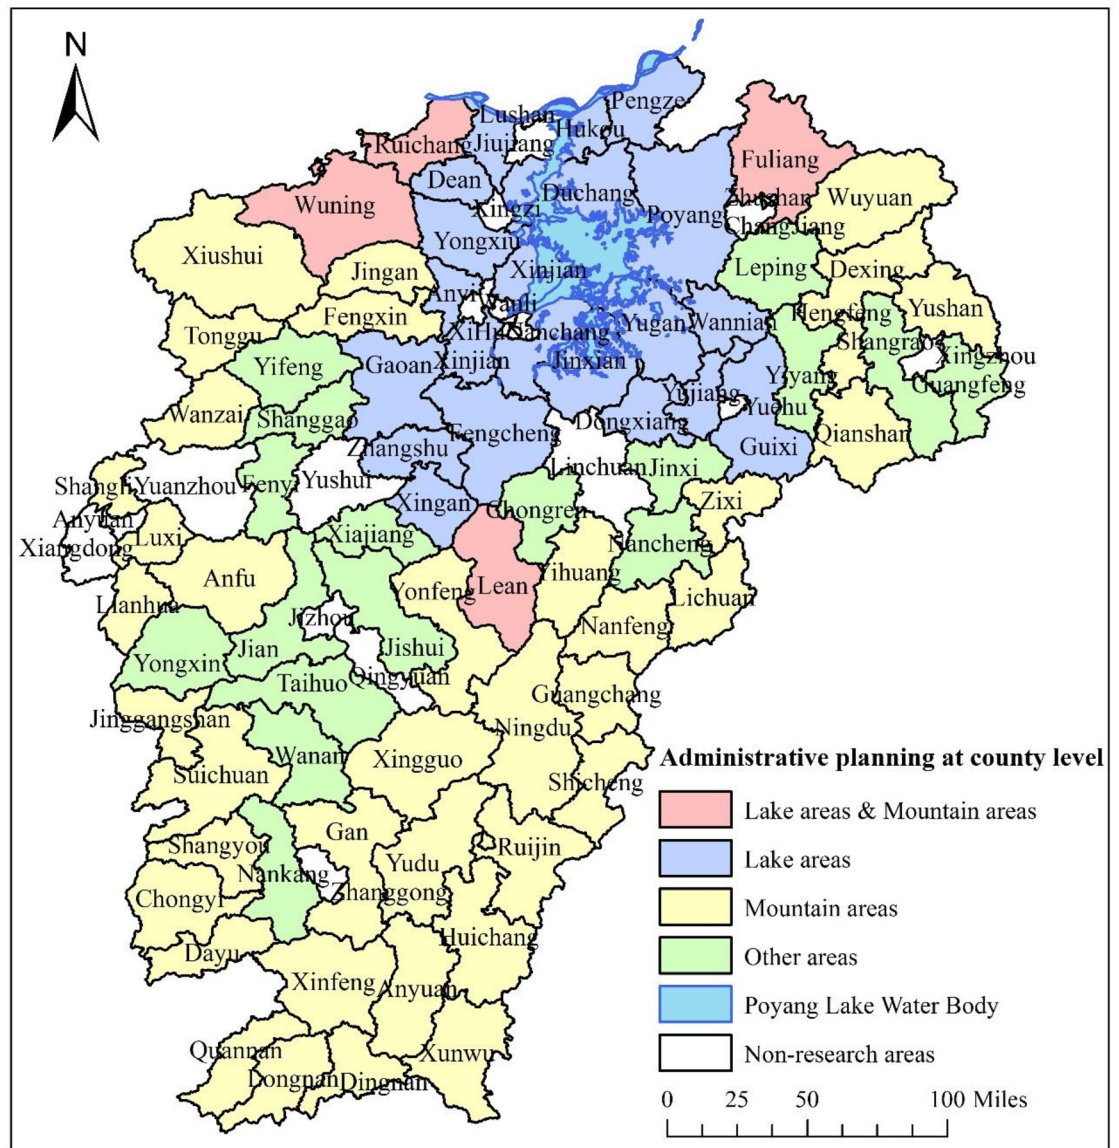 N
Pengze
Lushan
Hukou
Ruichang
Jiujiang
Fuliang
Dean
Duchang
Zhushan
Wuyuan
Wuning
Xingzi
Poyang
ChangJiang
Yongxiu
Xiushui
Xinjian
Leping
Dexing
Jingan
Anyi
Wanli
Hengfeng
Yushan
Fengxin
Yugan
Wannian
Tonggu
XiHu
Nanchang
Shangrao
Xingzhou
Yifeng
Gaoan
Xinjian
Jinxian
Yiyang
Guangfeng
Yujiang
Yuehu
Wanzai
Shanggao
Dongxiang
Fengcheng
Qianshan
Zhangshu
Guixi
Linchuan
Jinxi
Shangli
Yuanzhou
Fenyi
Yushui
Xingan
Zixi
Chongren
Anyuan
Xiajiang
Luxi
Xiangdong
Nancheng
Anfu
Yonfeng
Lean
Yihuang
Lianhua
Lichuan
Jizhou
Nanfeng
Jian
Jishui
Yongxin
Qingyuan
Taihuo
Guangchang
Jinggangshan
Ningdu
Wanan
Xingguo
Suichuan
Shicheng
Administrative planning at county level
Lake areas & Mountain areas
Gan
Shangyou
Ruijin
Yudu
Lake areas
Nankang
Zhanggong
Chongyi
Mountain areas
Huichang
Dayu
Other areas
Xinfeng
Anyuan
Poyang Lake Water Body
Quannan
Xunwu
Non-research areas
Longnan
Dingnan
0 25 50 100 Miles